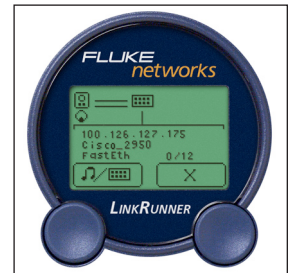 FLUKE
networks
100.126.127.175
Cisco_2950
FastEth 0/12
LINKRUNNER